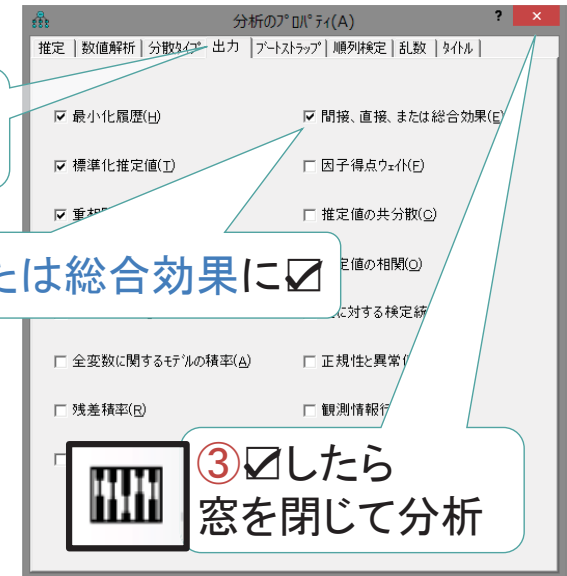 分析のプロパティ(A)
?
×
推定
数値解析
分散タイプ
出力
ブートストラップ
順列検定
乱数
タイトル
最小化履歴(H)
間接、直接、または総合効果(E)
標準化推定値(T)
因子得点ウェイト(F)
重相
推定値の共分散(C)
たは総合効果に☑
定値の相関(O)
に対する検定統
全変数に関するモデルの積率(A)
正規性と異常
残差積率(R)
観測情報行
③☑したら
窓を閉じて分析